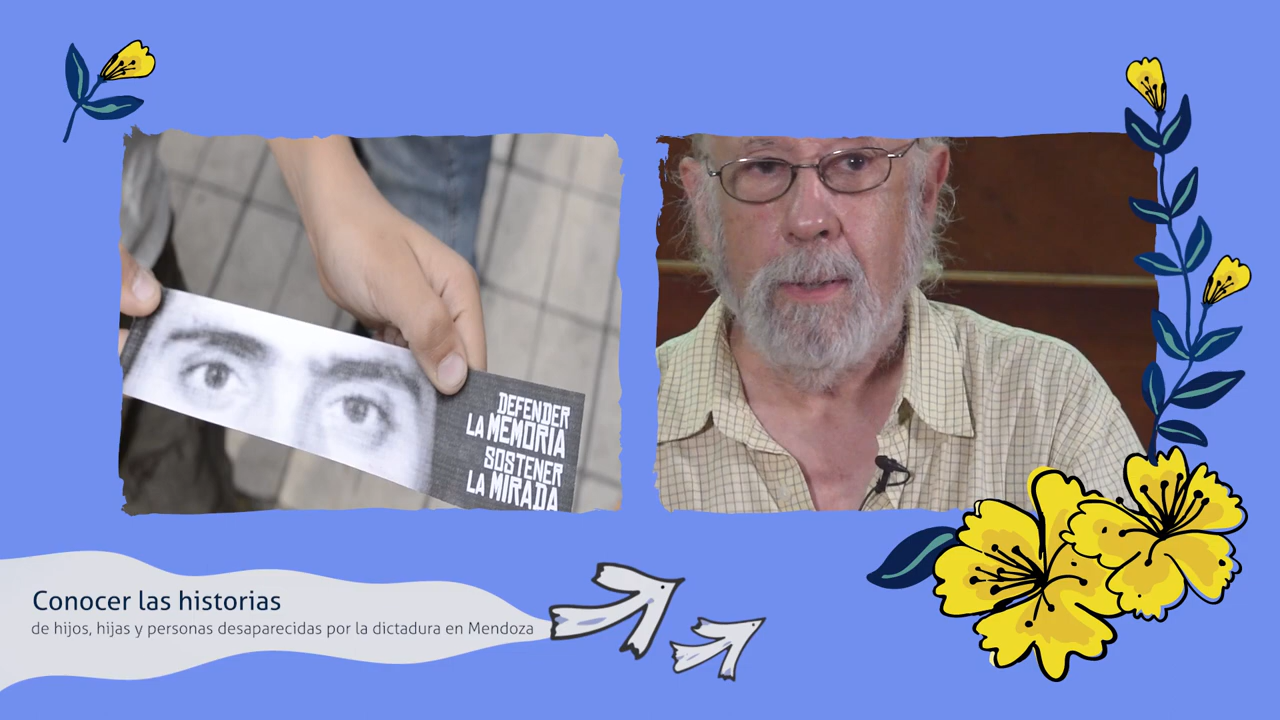 DEFENDER
LA MEMORIA
SOSTENER
LA MIRADA
Conocer las historias
de hijos, hijas y personas desaparecidas por la dictadura en Mendoza